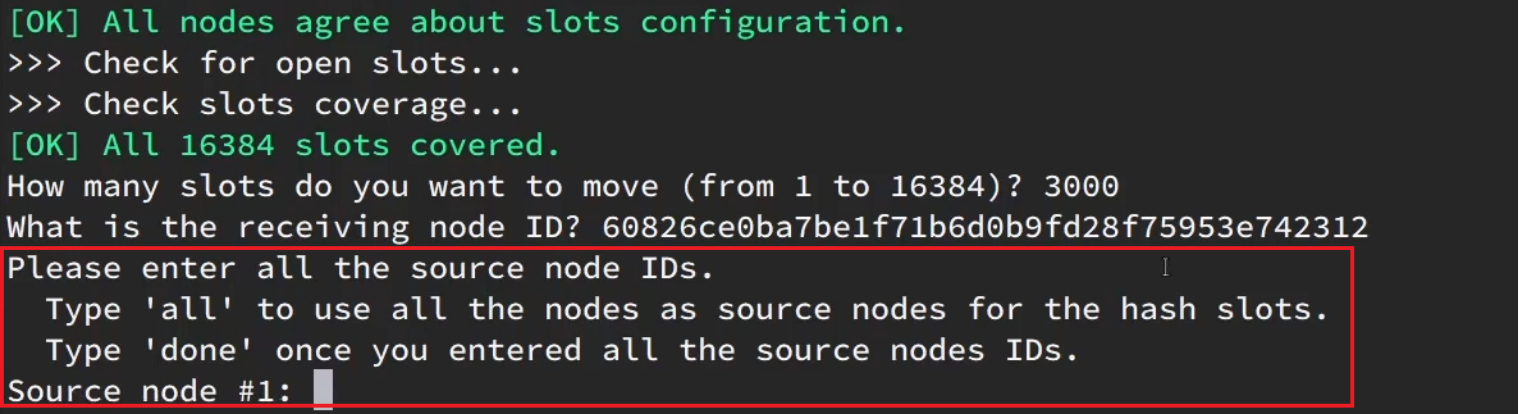 [OK] All nodes agree about slots configuration.
>>> Check for open slots...
>>> Check slots coverage...
[OK] All 16384 slots covered.
How many slots do you want to move (from 1 to 16384)? 3000
What is the receiving node ID? 60826ce0ba7be1f71b6d0b9fd28f75953e742312
Please enter all the source node IDs.
  Type 'all' to use all the nodes as source nodes for the hash slots.
  Type 'done' once you entered all the source nodes IDs.
Source node #1: